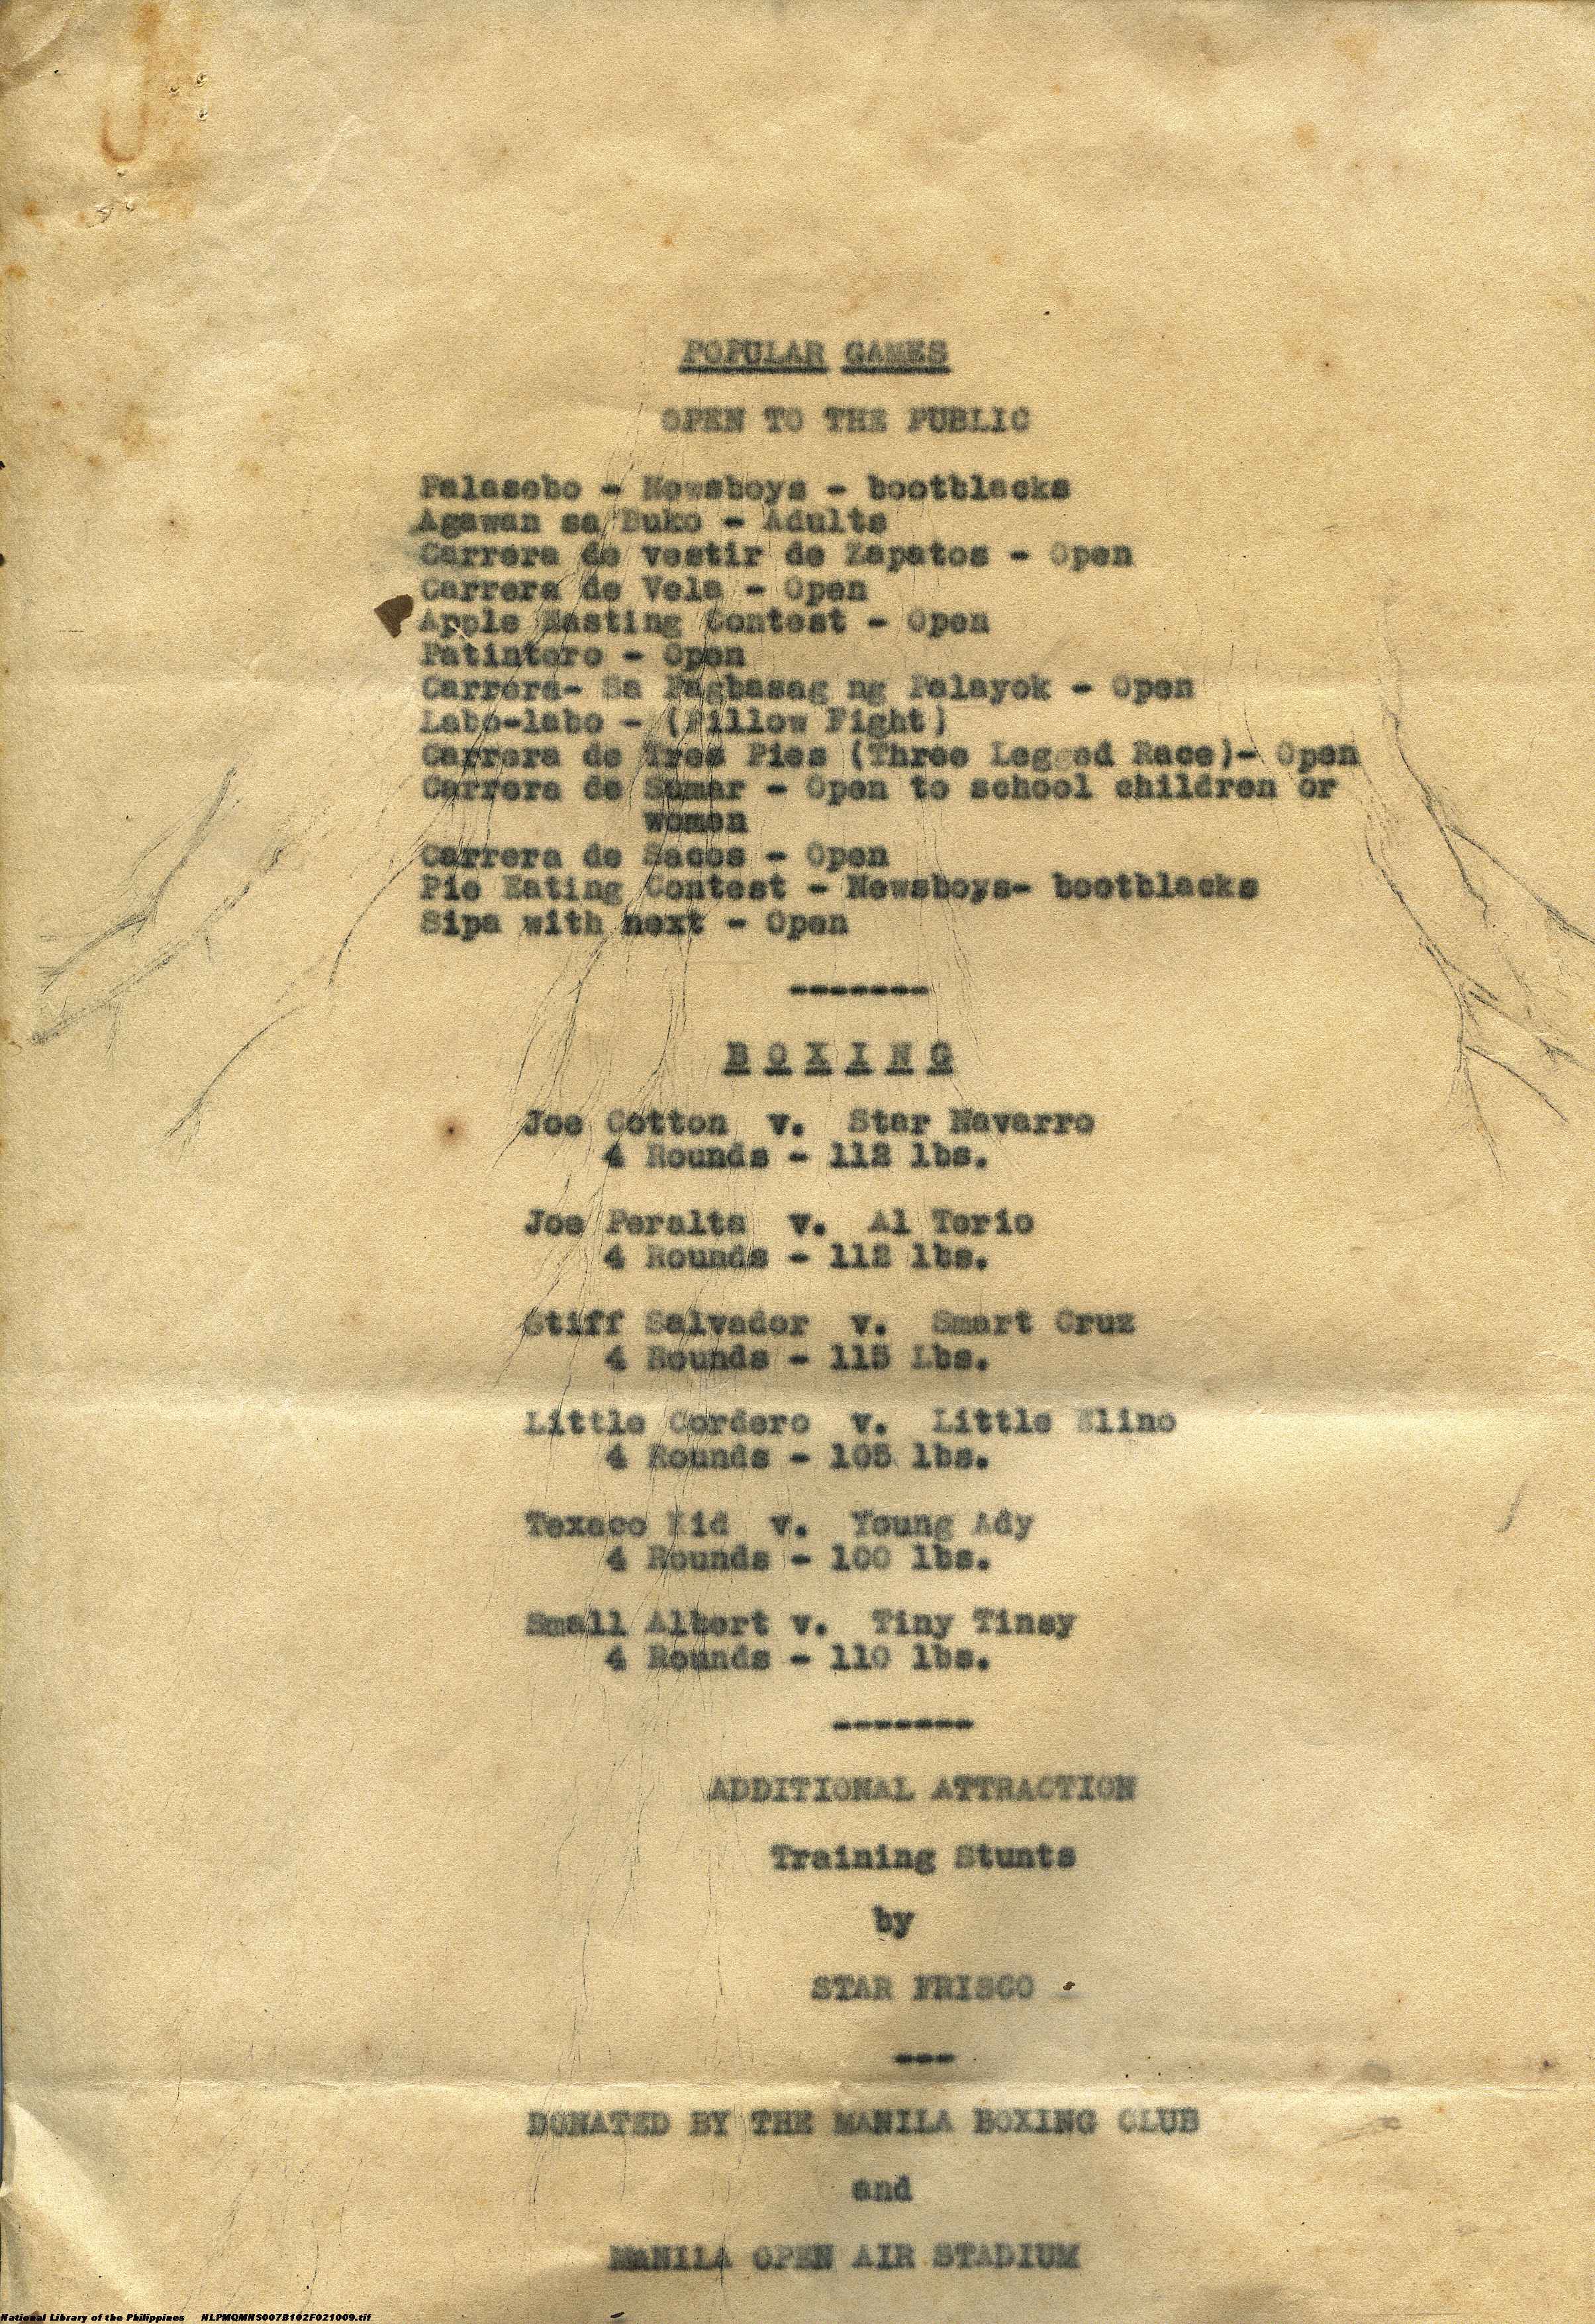 POPULAR GAMES
OPEN TO THE PUBLIC
Palasebo - Newsboys - bootblacks
Agawan sa Buko - Adults
Carrera de vestir de Zapatos - Open
Carrera de Vela - Open
Apple Easting Contest - Open
Patintero - Open
Carrera- Sa Pagbasag ng Palayok - Open
Labo-labo - (Pillow Fight)
Carrera de Tres Pies (Three Legged Race)- Open
Carrera de Sumar - Open to school children or
women
Carrera de Sacos - Open
Pie Eating Contest - Newsboys- bootblacks
Sipa with next - Open
-------
BOXING
Joe Cotton v. Star Navarro
4 Rounds - 112 lbs.
Joe Peralta v. Al Terio
4 Rounds - 112 lbs.
Stiff Salvador v. Smart Cruz
4 Rounds - 115 Lbs.
Little Cordero v. Little Elino
4 Rounds - 105 lbs.
Texaco Kid v. Young Ady
4 Rounds - 100 lbs.
Small Albert v. Tiny Tinsy
4 Rounds - 110 lbs.
-------
ADDITIONAL ATTRACTION
Training Stunts
by
STAR FRISCO
---
DONATED BY THE MANILA BOXING CLUB
and
MANILA OPEN AIR STADIUM
National Library of the Philippines NLPMQMNS007B102F021009.tif